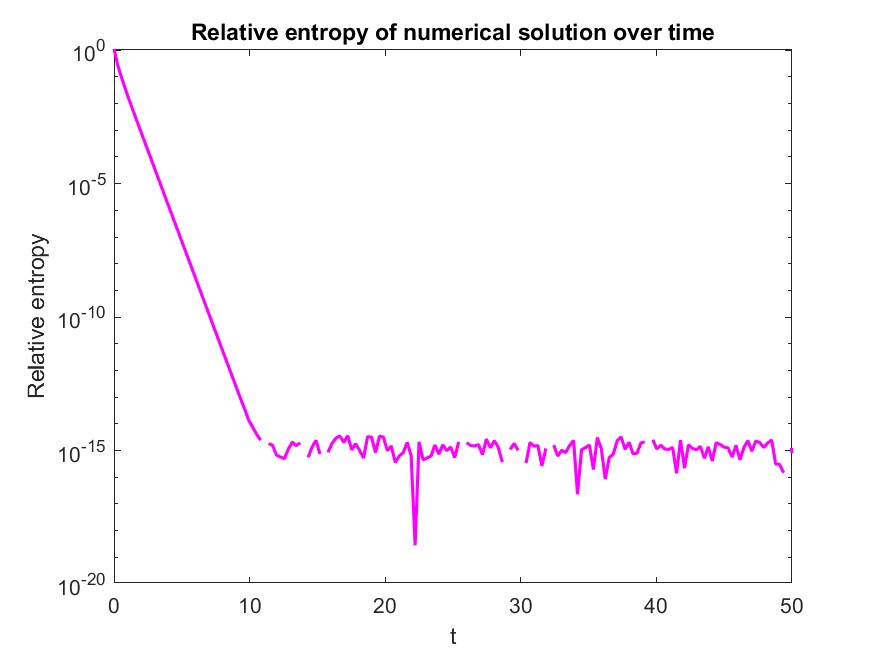 Relative entropy of numerical solution over time
10^0
10^-5
10^-10
10^-15
10^-20
Relative entropy
0 10 20 30 40 50
t